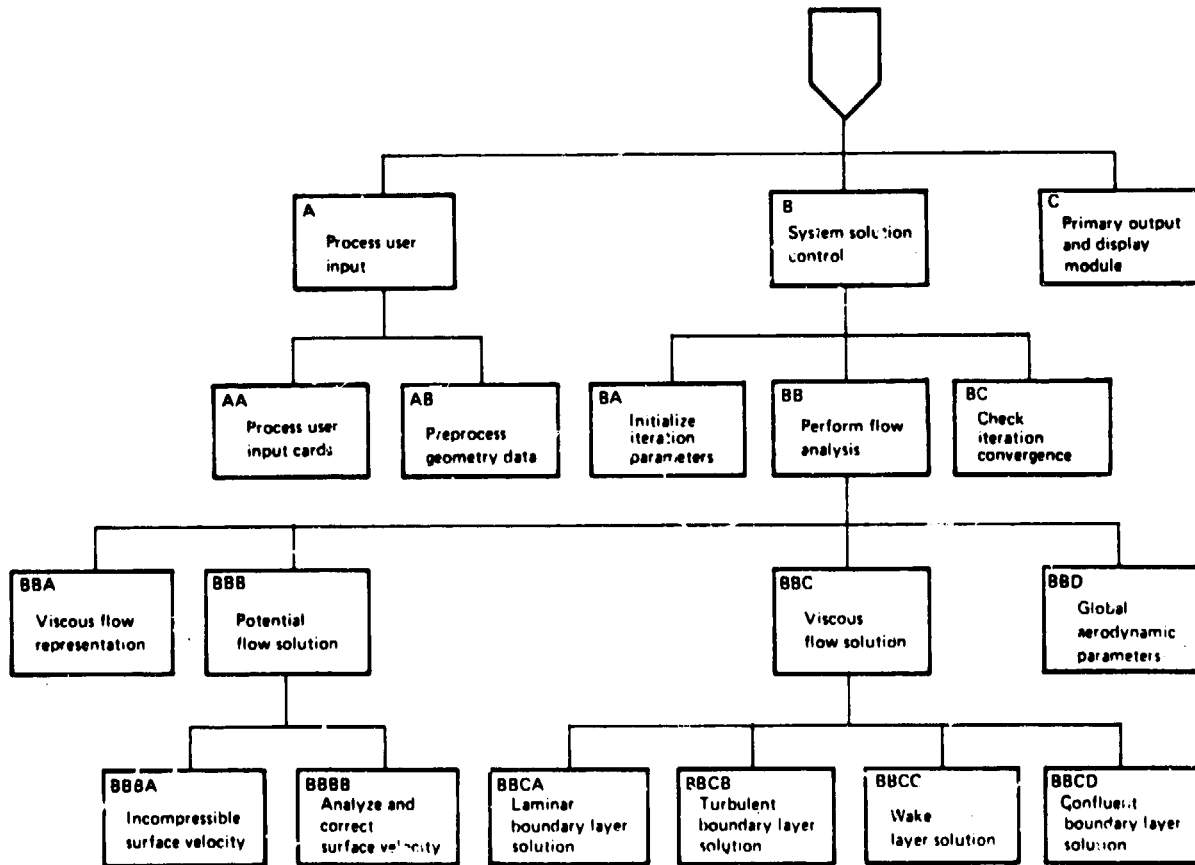 A
Process user
input
B
System solution
control
C
Primary output
and display
module
AA
Process user
input cards
AB
Preprocess
geometry data
BA
Initialize
iteration
parameters
BB
Perform flow
analysis
BC
Check
iteration
convergence
BBA
Viscous flow
representation
BBB
Potential
flow solution
BBC
Viscous
flow solution
BBD
Global
aerodynamic
parameters
BBBA
Incompressible
surface velocity
BBBB
Analyze and
correct
surface velocity
BBCA
Laminar
boundary layer
solution
BBCB
Turbulent
boundary layer
solution
BBCC
Wake
layer solution
BBCD
Confluent
boundary layer
solution